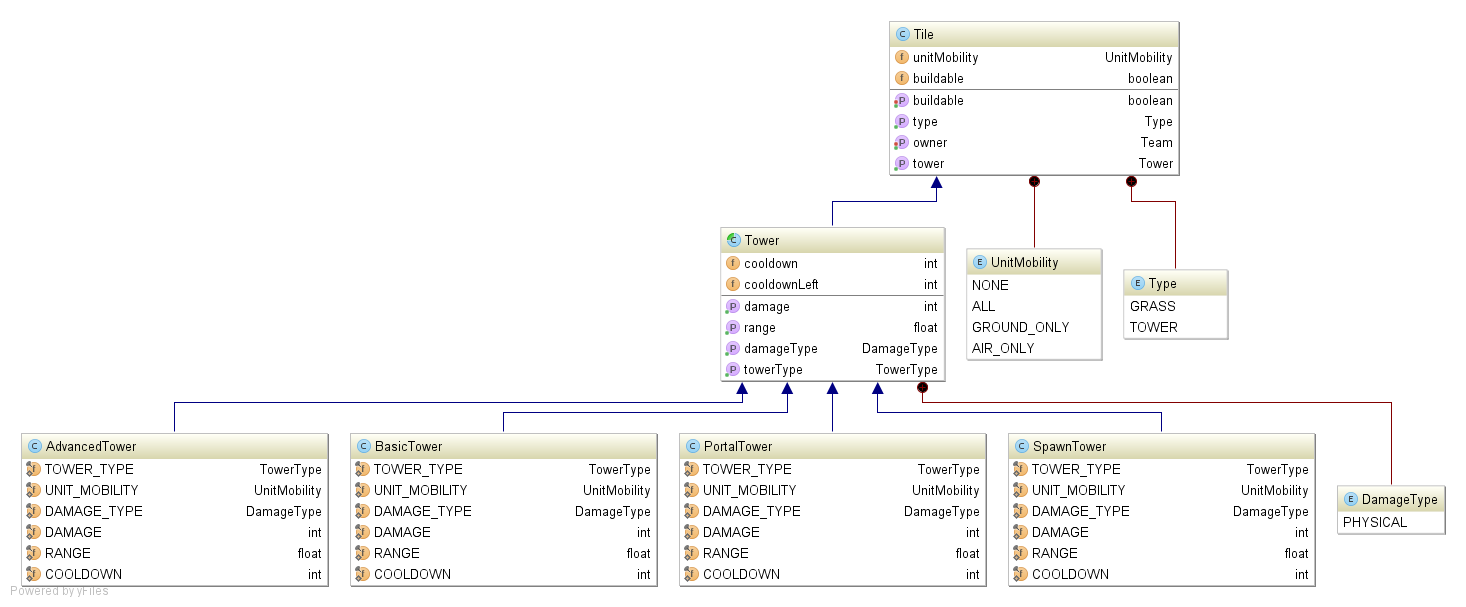 Tile
unitMobility UnitMobility
buildable boolean
buildable boolean
type Type
owner Team
tower Tower
Tower
cooldown int
cooldownLeft int
damage int
range float
damageType DamageType
towerType TowerType
UnitMobility
NONE
ALL
GROUND_ONLY
AIR_ONLY
Type
GRASS
TOWER
AdvancedTower
TOWER_TYPE TowerType
UNIT_MOBILITY UnitMobility
DAMAGE_TYPE DamageType
DAMAGE int
RANGE float
COOLDOWN int
BasicTower
TOWER_TYPE TowerType
UNIT_MOBILITY UnitMobility
DAMAGE_TYPE DamageType
DAMAGE int
RANGE float
COOLDOWN int
PortalTower
TOWER_TYPE TowerType
UNIT_MOBILITY UnitMobility
DAMAGE_TYPE DamageType
DAMAGE int
RANGE float
COOLDOWN int
SpawnTower
TOWER_TYPE TowerType
UNIT_MOBILITY UnitMobility
DAMAGE_TYPE DamageType
DAMAGE int
RANGE float
COOLDOWN int
DamageType
PHYSICAL
Powered by yFiles